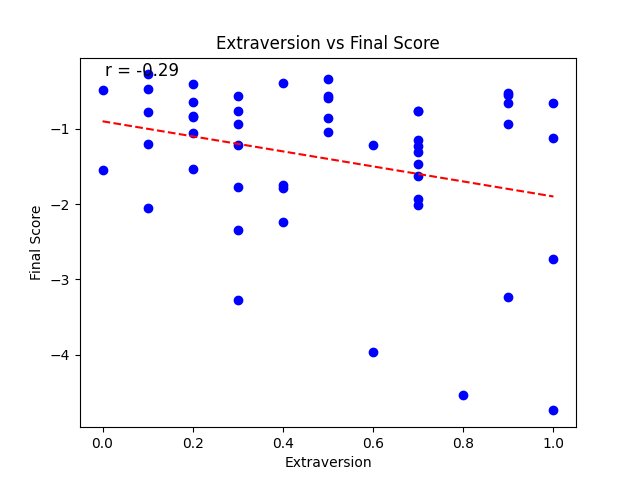 Extraversion vs Final Score
r = -0.29
Final Score
−1
−2
−3
−4
0.0 0.2 0.4 0.6 0.8 1.0
Extraversion